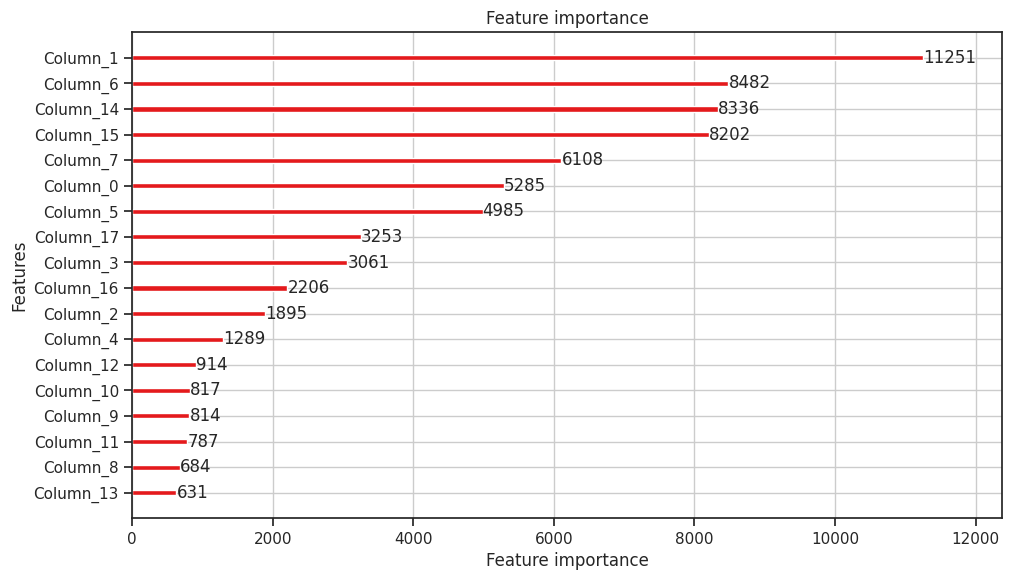 Feature importance
Column_1 11251
Column_6 8482
Column_14 8336
Column_15 8202
Column_7 6108
Column_0 5285
Column_5 4985
Column_17 3253
Column_3 3061
Column_16 2206
Column_2 1895
Column_4 1289
Column_12 914
Column_10 817
Column_9 814
Column_11 787
Column_8 684
Column_13 631
Features
0 2000 4000 6000 8000 10000 12000
Feature importance